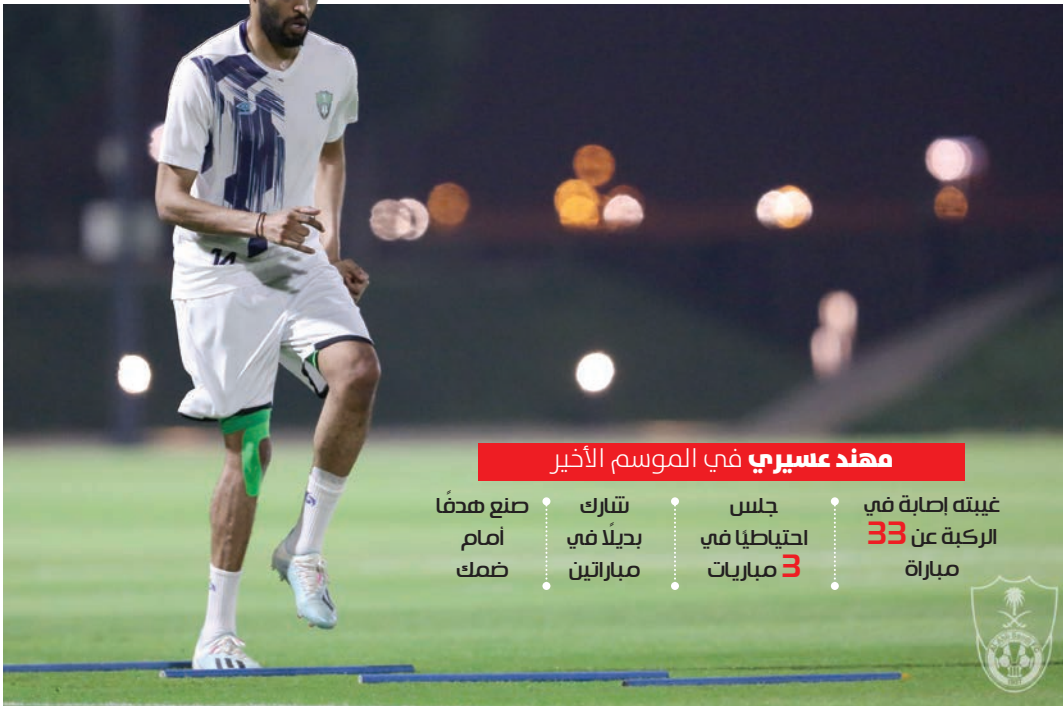 مهند عسيري في الموسم الأخير
غيبته إصابة في
الركبة عن 33
مباراة
جلس
احتياطيًا في
3 مباريات
شارك
بديلًا في
مباراتين
صنع هدفًا
أمام
ضمك
14